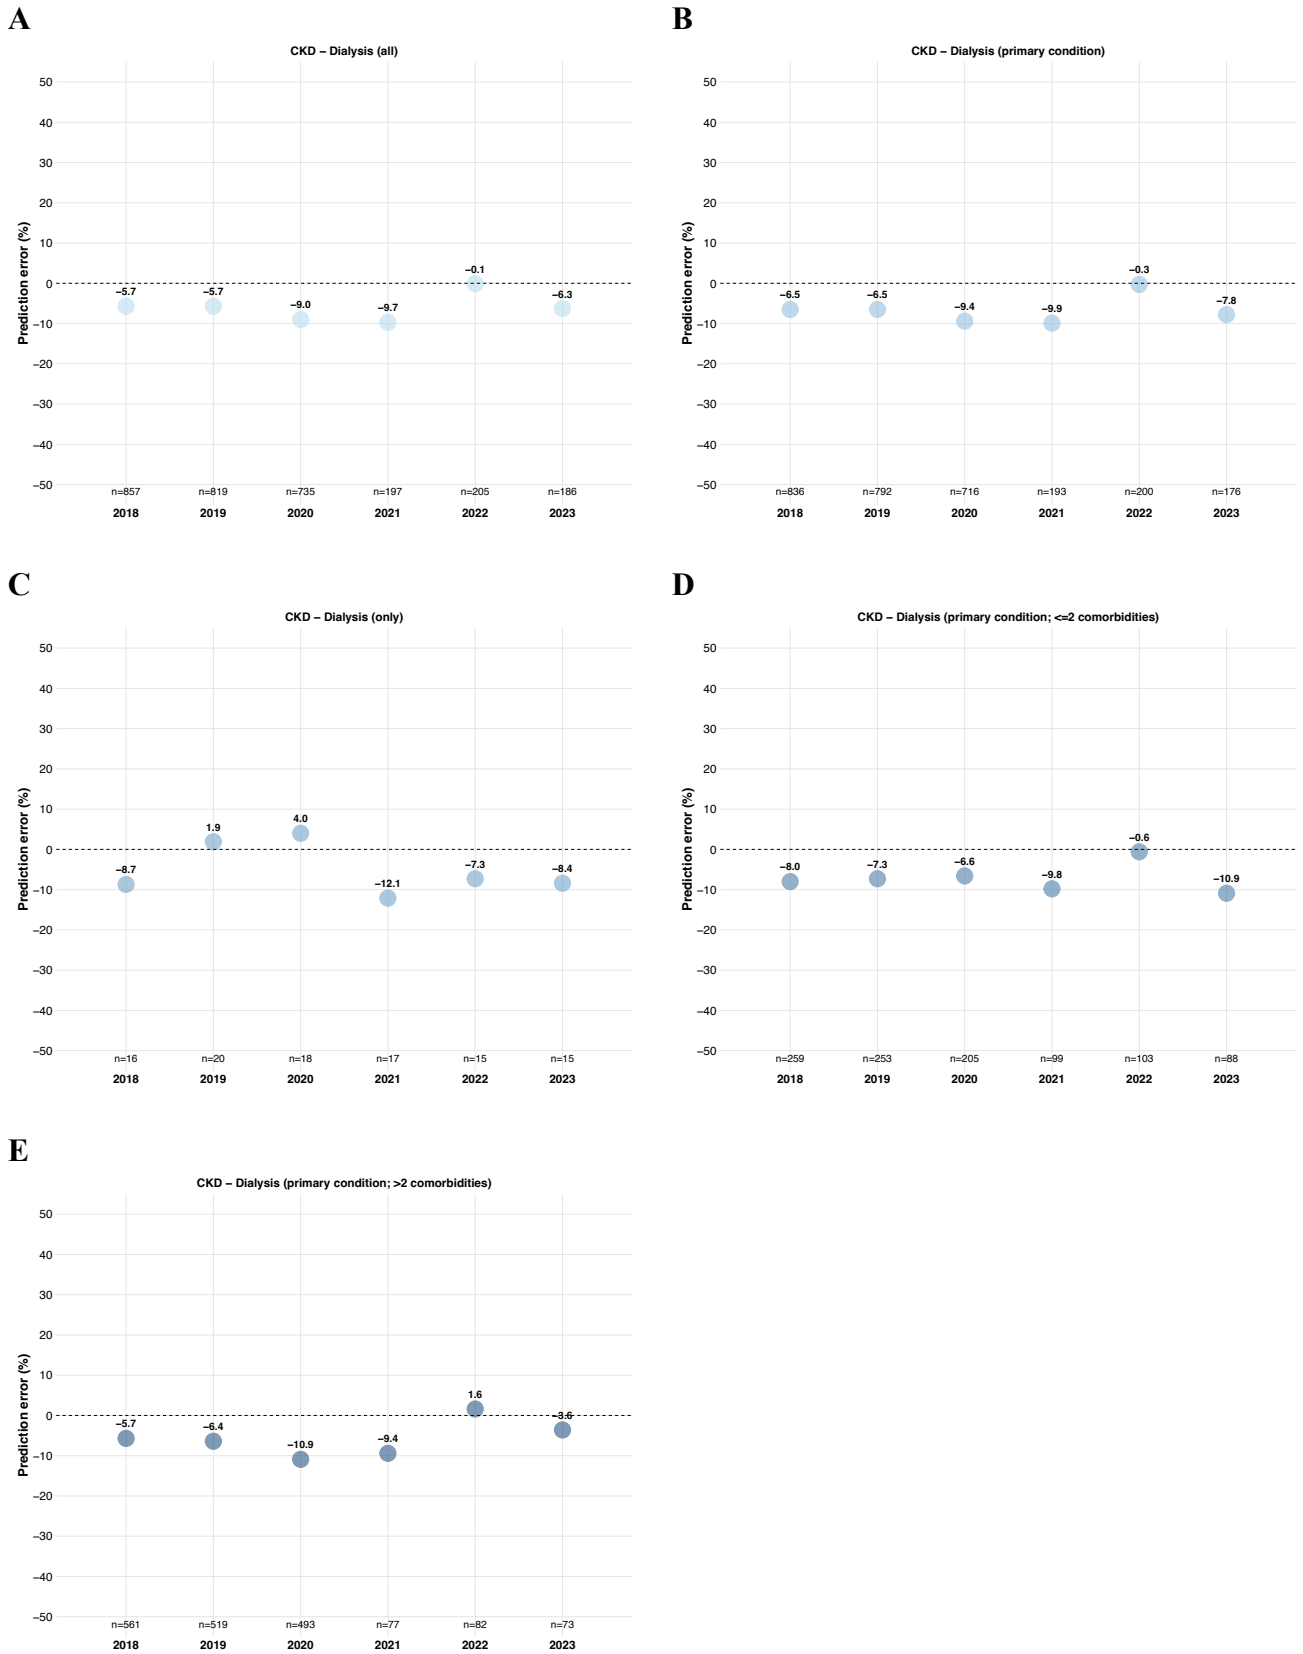 A
CKD – Dialysis (all)
50
40
30
20
10
0
−10
−20
−30
−40
−50
Prediction error (%)
−5.7
−5.7
−9.0
−9.7
−0.1
−6.3
n=857
n=819
n=735
n=197
n=205
n=186
2018
2019
2020
2021
2022
2023
B
CKD – Dialysis (primary condition)
50
40
30
20
10
0
−10
−20
−30
−40
−50
Prediction error (%)
−6.5
−6.5
−9.4
−9.9
−0.3
−7.8
n=836
n=792
n=716
n=193
n=200
n=176
2018
2019
2020
2021
2022
2023
C
CKD – Dialysis (only)
50
40
30
20
10
0
−10
−20
−30
−40
−50
Prediction error (%)
−8.7
1.9
4.0
−12.1
−7.3
−8.4
n=16
n=20
n=18
n=17
n=15
n=15
2018
2019
2020
2021
2022
2023
D
CKD – Dialysis (primary condition; <=2 comorbidities)
50
40
30
20
10
0
−10
−20
−30
−40
−50
Prediction error (%)
−8.0
−7.3
−6.6
−9.8
−0.6
−10.9
n=259
n=253
n=205
n=99
n=103
n=88
2018
2019
2020
2021
2022
2023
E
CKD – Dialysis (primary condition; >2 comorbidities)
50
40
30
20
10
0
−10
−20
−30
−40
−50
Prediction error (%)
−5.7
−6.4
−10.9
−9.4
1.6
−3.6
n=561
n=519
n=493
n=77
n=82
n=73
2018
2019
2020
2021
2022
2023